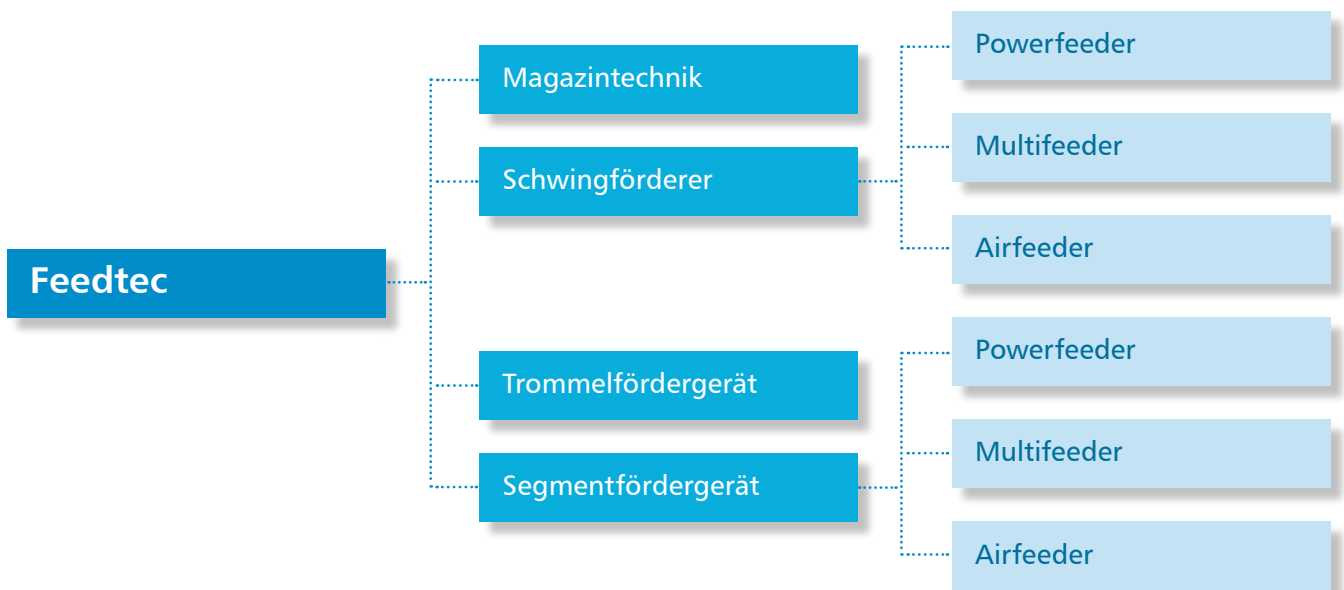 Feedtec
Magazintechnik
Schwingförderer
Powerfeeder
Multifeeder
Airfeeder
Trommelfördergerät
Segmentfördergerät
Powerfeeder
Multifeeder
Airfeeder